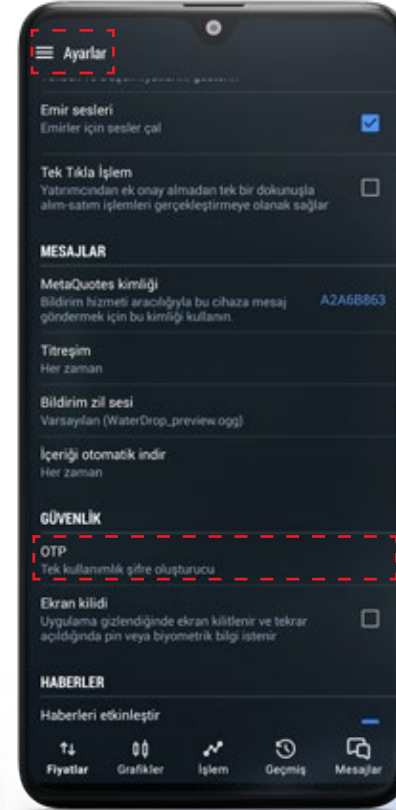 Ayarlar
Emir sesleri
Emirler için sesler çal
Tek Tıkla İşlem
Yatırımcından ek onay almadan tek bir dokunuşla
alım-satım işlemleri gerçekleştirmeye olanak sağlar
MESAJLAR
MetaQuotes kimliği
Bildirim hizmeti aracılığıyla bu cihaza mesaj
göndermek için bu kimliği kullanın.
A2A6B863
Titreşim
Her zaman
Bildirim zil sesi
Varsayılan (WaterDrop_preview.ogg)
İçeriği otomatik indir
Her zaman
GÜVENLİK
OTP
Tek kullanımlık şifre oluşturucu
Ekran kilidi
Uygulama gizlendiğinde ekran kilitlenir ve tekrar
açıldığında pin veya biyometrik bilgi istenir
HABERLER
Haberleri etkinleştir
Fiyatlar Grafikler İşlem Geçmiş Mesajlar